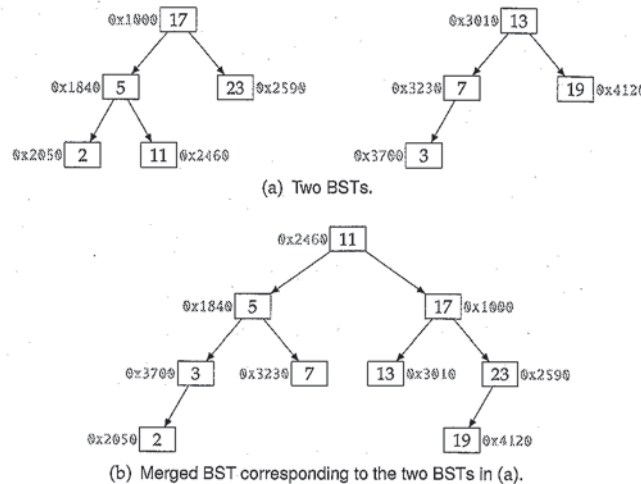 0x1000 17 0x3010 13
0x1840 5 23 0x2590 0x3230 7 19 0x4120
0x2050 2 11 0x2460 0x3700 3
(a) Two BSTs.
0x2460 11
0x1840 5 17 0x1000
0x3700 3 0x3230 7 13 0x3010 23 0x2590
0x2050 2 19 0x4120
(b) Merged BST corresponding to the two BSTs in (a).